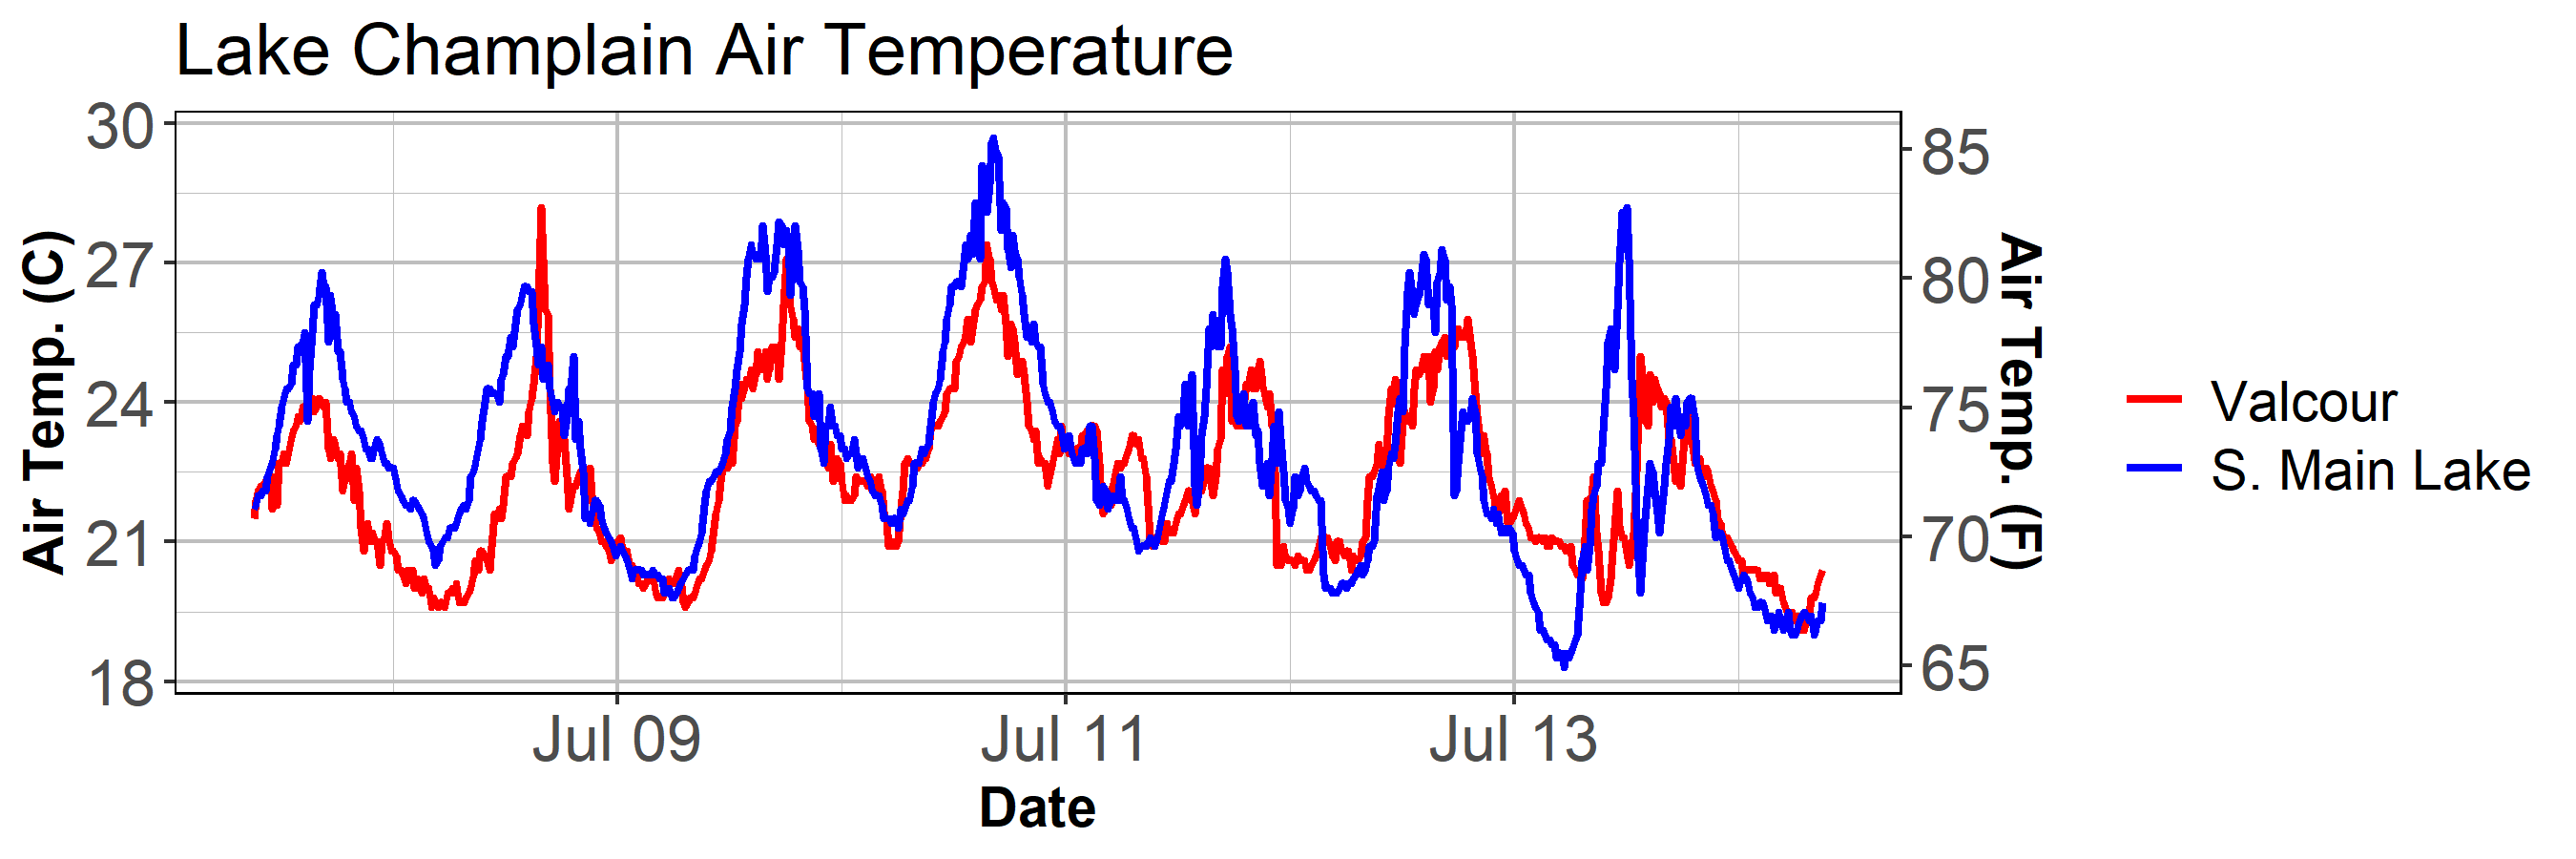 Lake Champlain Air Temperature
Air Temp. (C)
30
27
24
21
18
85
80
75
70
65
Air Temp. (F)
Jul 09
Jul 11
Jul 13
Date
Valcour
S. Main Lake